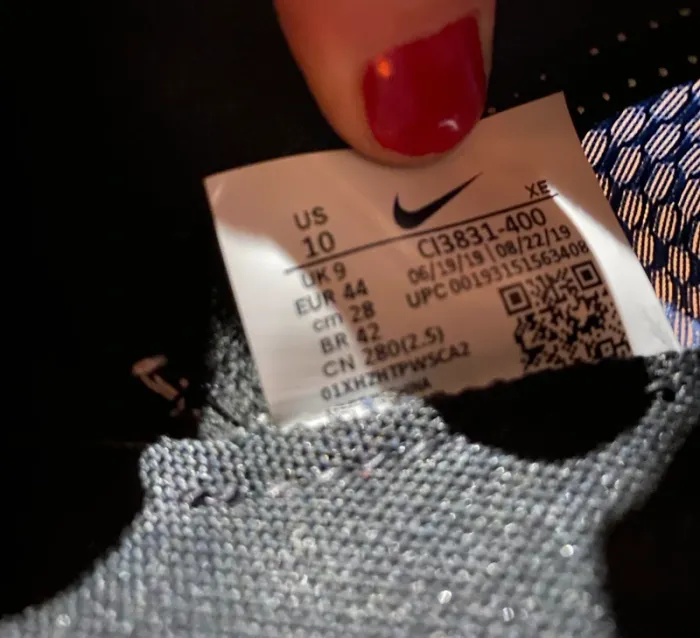 XE
US
10
CI3831-400
06/19/19 | 08/22/19
UPC 00193151563408
UK 9
EUR 44
cm 28
BR 42
CN 280(2.5)
01XHZHTPWSCA2